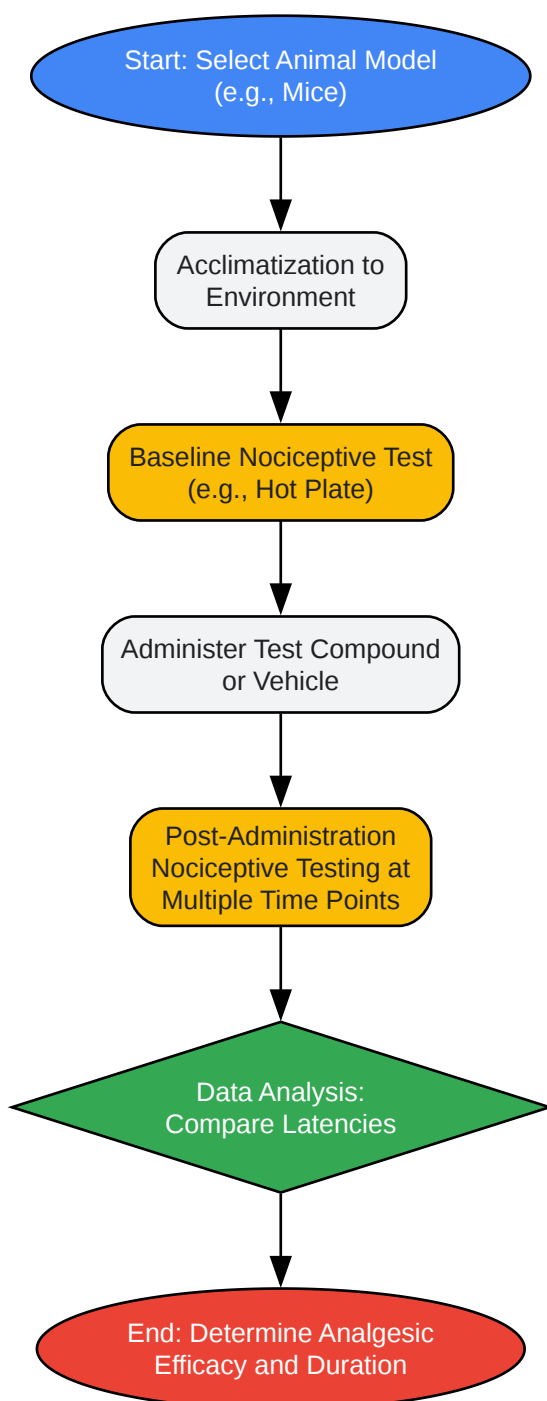 Start: Select Animal Model
(e.g., Mice)
Acclimatization to
Environment
Baseline Nociceptive Test
(e.g., Hot Plate)
Administer Test Compound
or Vehicle
Post-Administration
Nociceptive Testing at
Multiple Time Points
Data Analysis:
Compare Latencies
End: Determine Analgesic
Efficacy and Duration